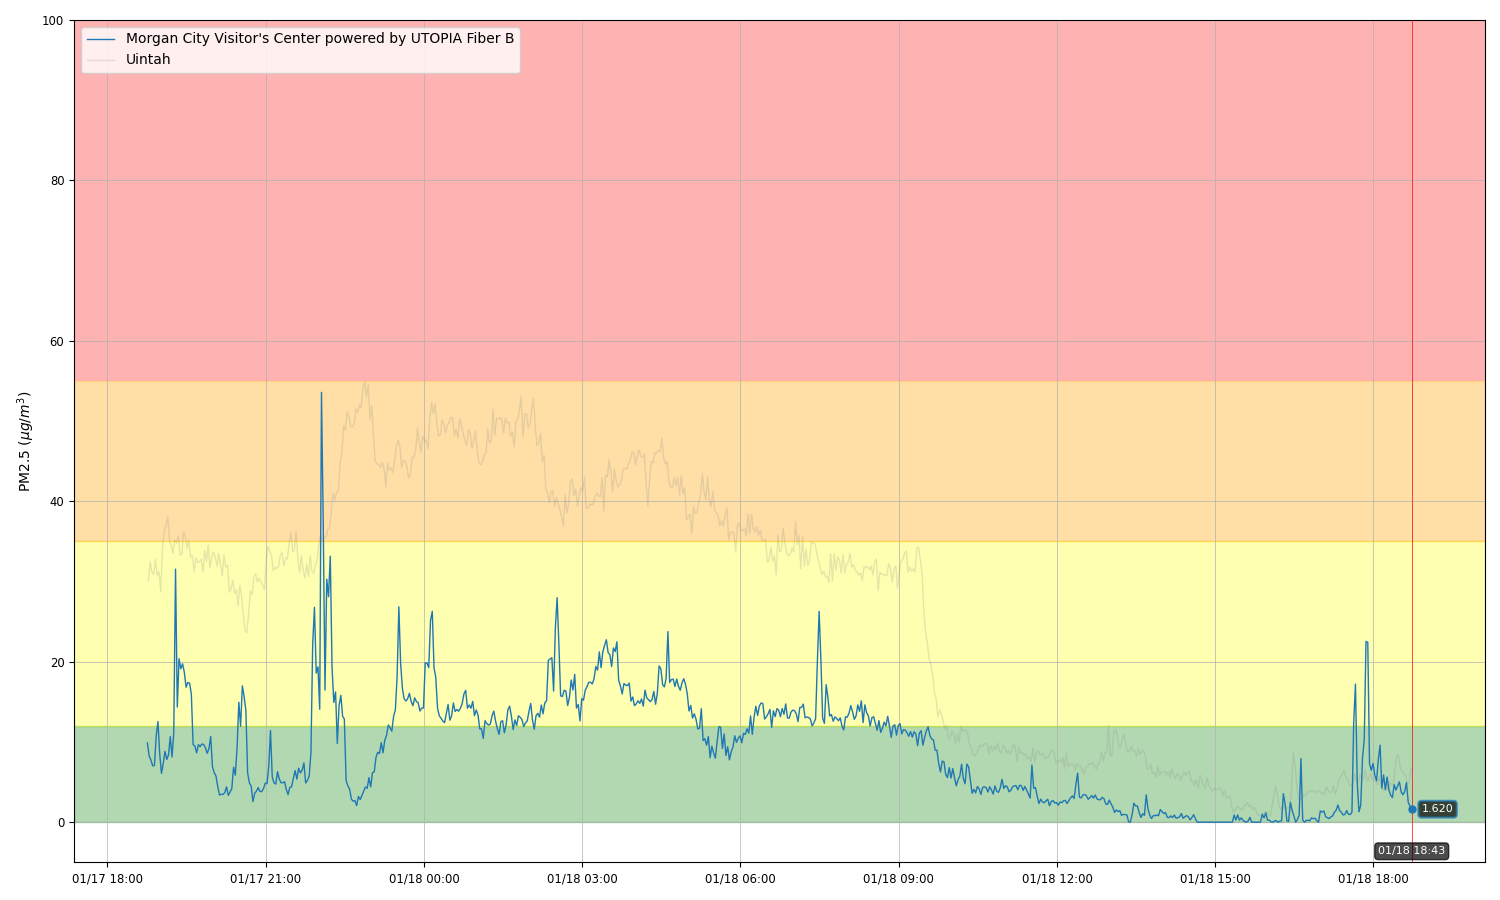 100
80
60
40
20
0
PM2.5 (μg/m³)
Morgan City Visitor's Center powered by UTOPIA Fiber B
Uintah
1.620
01/18 18:43
01/17 18:00 01/17 21:00 01/18 00:00 01/18 03:00 01/18 06:00 01/18 09:00 01/18 12:00 01/18 15:00 01/18 18:00